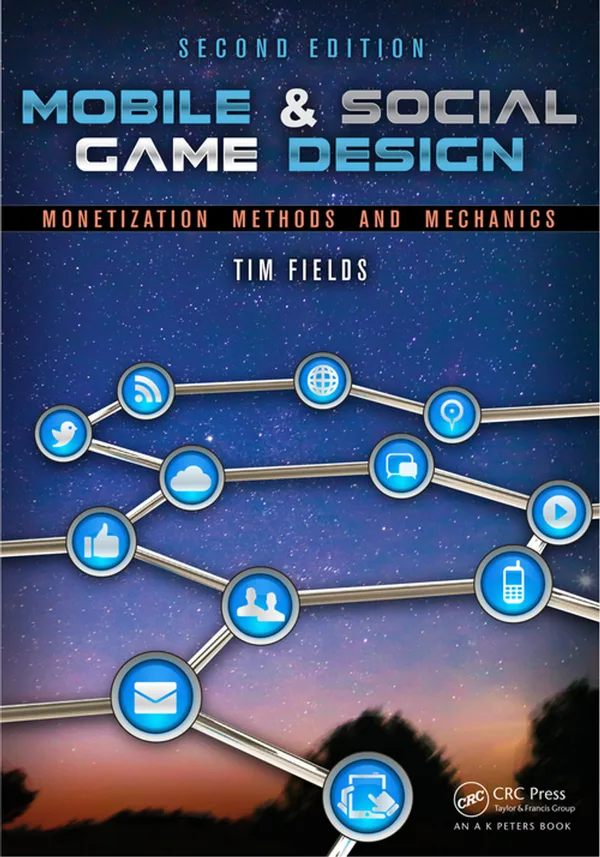 SECOND EDITION
MOBILE & SOCIAL
GAME DESIGN
MONETIZATION METHODS AND MECHANICS
TIM FIELDS
CRC CRC Press
Taylor & Francis Group
AN A K PETERS BOOK